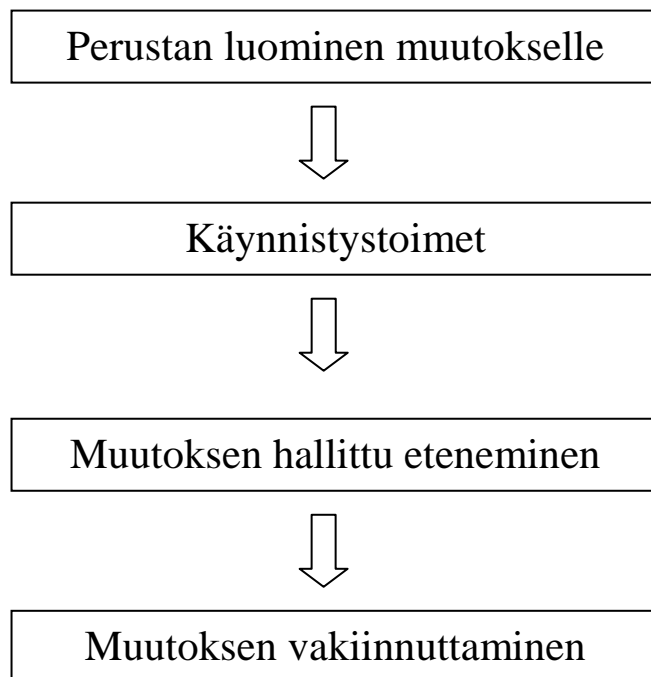 Perustan luominen muutokselle
Käynnistystoimet
Muutoksen hallittu eteneminen
Muutoksen vakiinnuttaminen